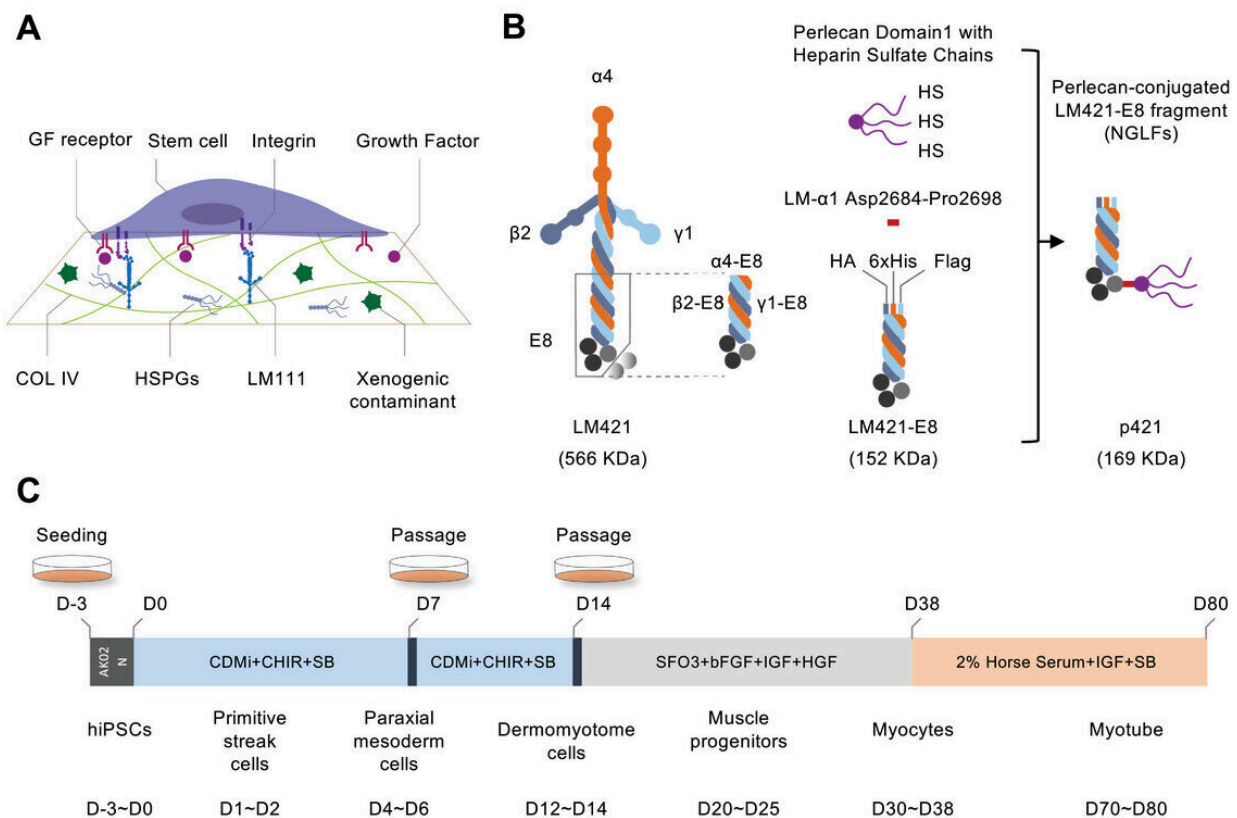 A
GF receptor
Stem cell
Integrin
Growth Factor
COL IV
HSPGs
LM111
Xenogenic
contaminant
B
α4
β2
γ1
E8
α4-E8
β2-E8
γ1-E8
LM421
(566 KDa)
Perlecan Domain1 with
Heparin Sulfate Chains
HS
HS
HS
LM-α1 Asp2684-Pro2698
HA
6xHis
Flag
LM421-E8
(152 KDa)
Perlecan-conjugated
LM421-E8 fragment
(NGLFs)
p421
(169 KDa)
C
Seeding
Passage
Passage
D-3
D0
D7
D14
D38
D80
AK02
N
CDMi+CHIR+SB
CDMi+CHIR+SB
SFO3+bFGF+IGF+HGF
2% Horse Serum+IGF+SB
hiPSCs
Primitive
streak
cells
Paraxial
mesoderm
cells
Dermomyotome
cells
Muscle
progenitors
Myocytes
Myotube
D-3~D0
D1~D2
D4~D6
D12~D14
D20~D25
D30~D38
D70~D80